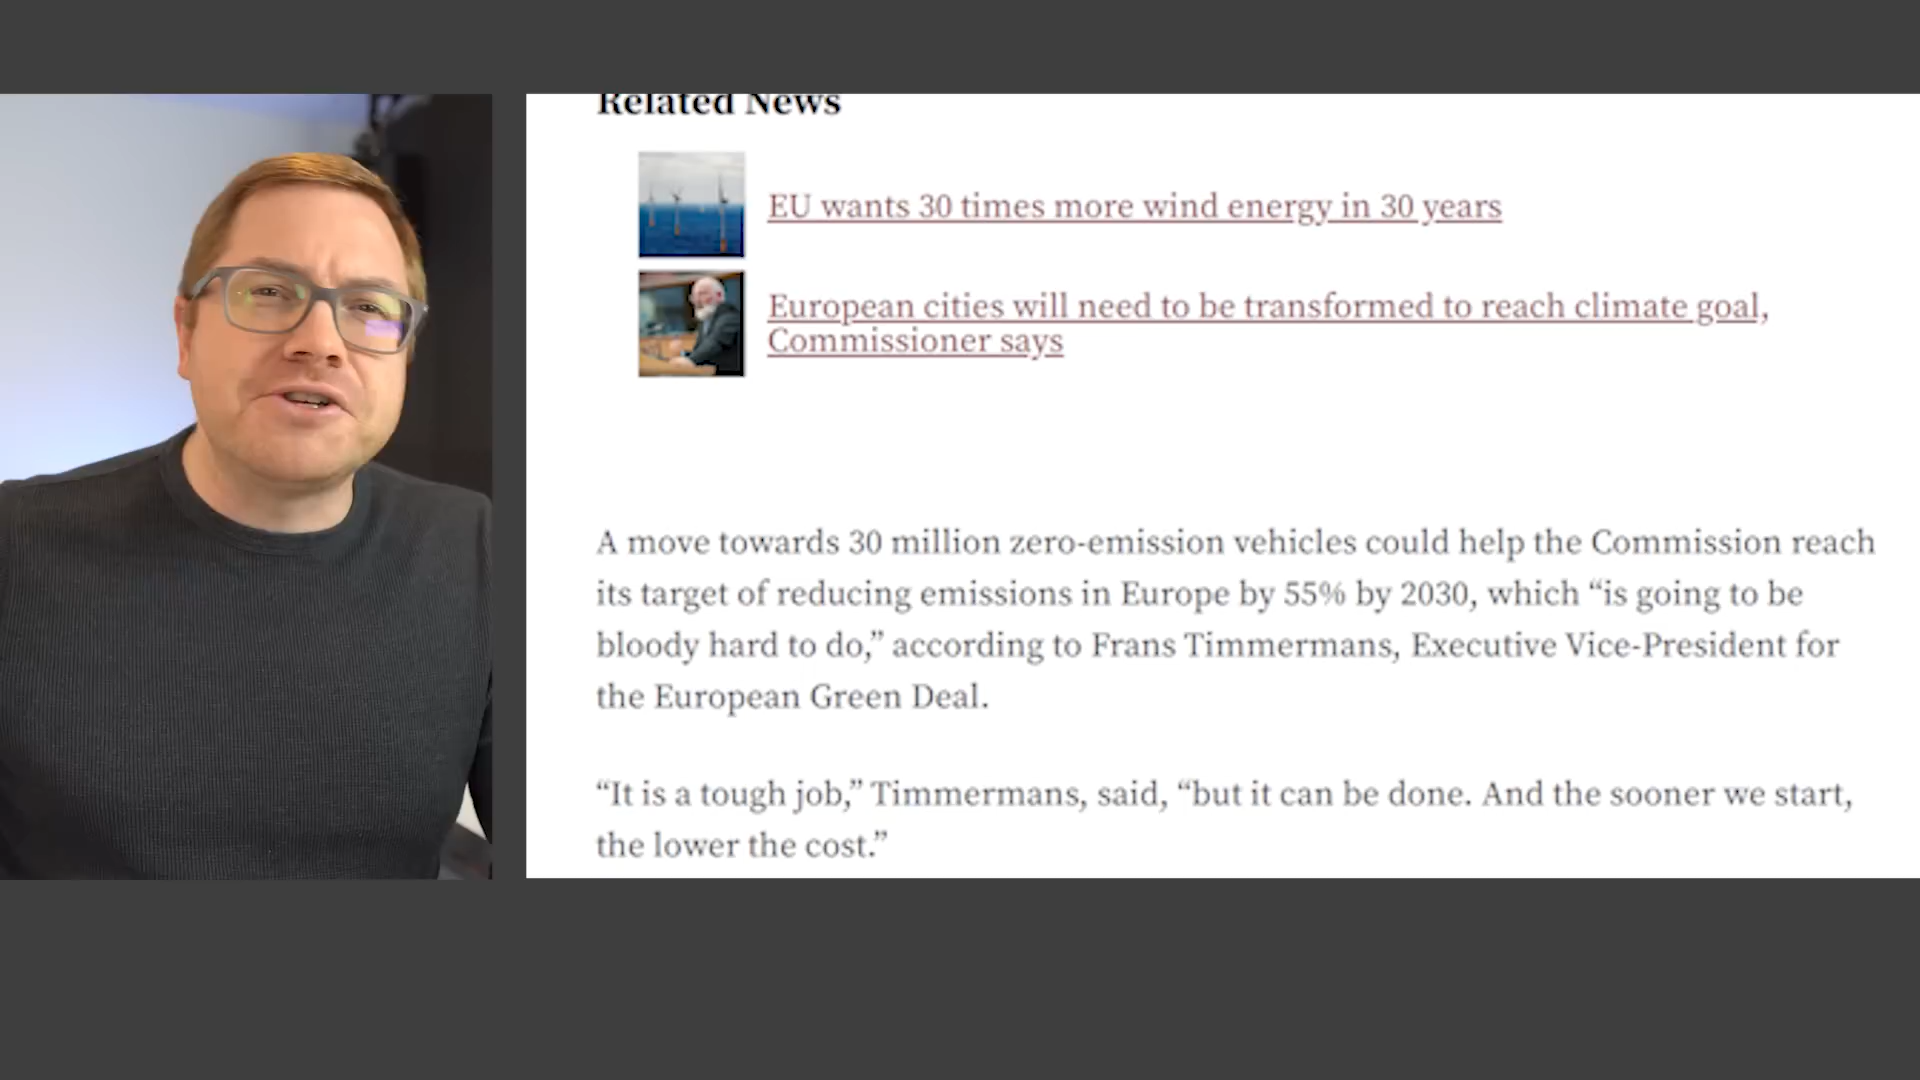 Related News
EU wants 30 times more wind energy in 30 years
European cities will need to be transformed to reach climate goal,
Commissioner says
A move towards 30 million zero-emission vehicles could help the Commission reach
its target of reducing emissions in Europe by 55% by 2030, which “is going to be
bloody hard to do,” according to Frans Timmermans, Executive Vice-President for
the European Green Deal.
“It is a tough job,” Timmermans, said, “but it can be done. And the sooner we start,
the lower the cost.”